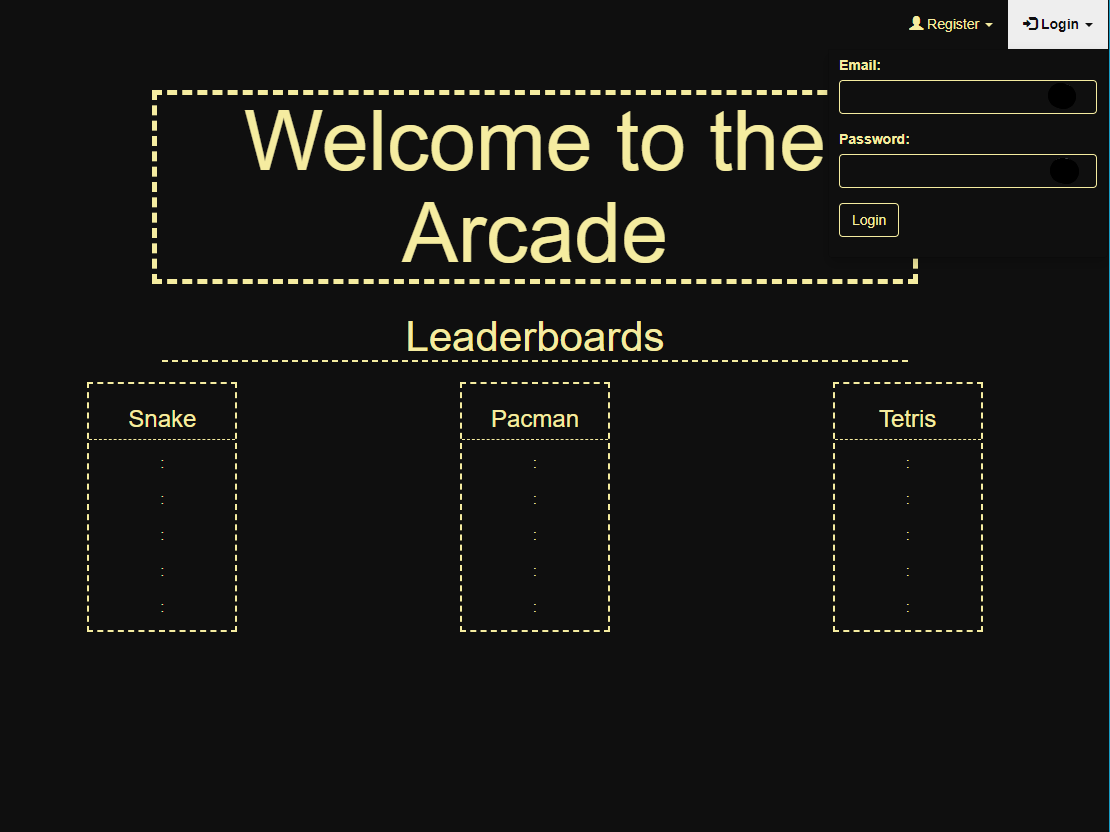 Register
Login
Email:
Password:
Login
Welcome to the
Arcade
Leaderboards
Snake
:
:
:
:
:
Pacman
:
:
:
:
:
Tetris
:
:
:
:
: